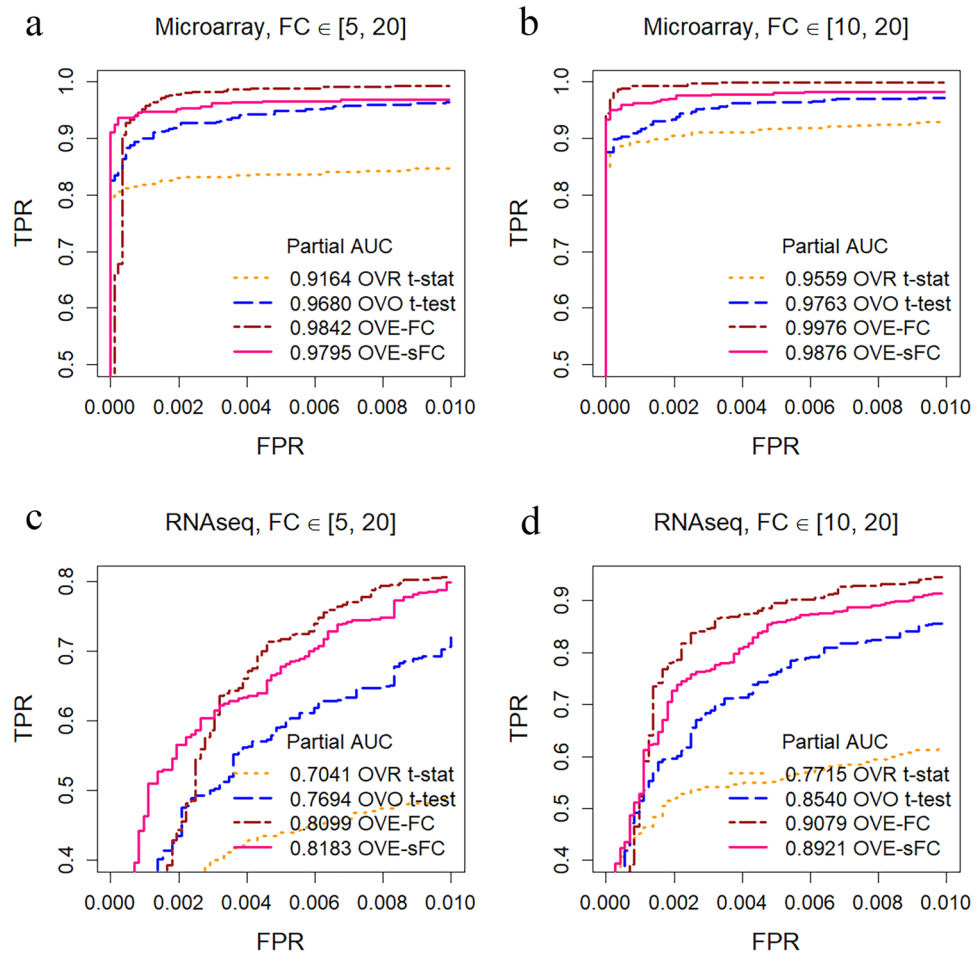 a
Microarray, FC ∈ [5, 20]
TPR
1.0
0.9
0.8
0.7
0.6
0.5
Partial AUC
0.9164 OVR t-stat
0.9680 OVO t-test
0.9842 OVE-FC
0.9795 OVE-sFC
0.000 0.002 0.004 0.006 0.008 0.010
FPR
b
Microarray, FC ∈ [10, 20]
TPR
1.0
0.9
0.8
0.7
0.6
0.5
Partial AUC
0.9559 OVR t-stat
0.9763 OVO t-test
0.9976 OVE-FC
0.9876 OVE-sFC
0.000 0.002 0.004 0.006 0.008 0.010
FPR
c
RNAseq, FC ∈ [5, 20]
TPR
0.8
0.7
0.6
0.5
0.4
Partial AUC
0.7041 OVR t-stat
0.7694 OVO t-test
0.8099 OVE-FC
0.8183 OVE-sFC
0.000 0.002 0.004 0.006 0.008 0.010
FPR
d
RNAseq, FC ∈ [10, 20]
TPR
0.9
0.8
0.7
0.6
0.5
0.4
Partial AUC
0.7715 OVR t-stat
0.8540 OVO t-test
0.9079 OVE-FC
0.8921 OVE-sFC
0.000 0.002 0.004 0.006 0.008 0.010
FPR